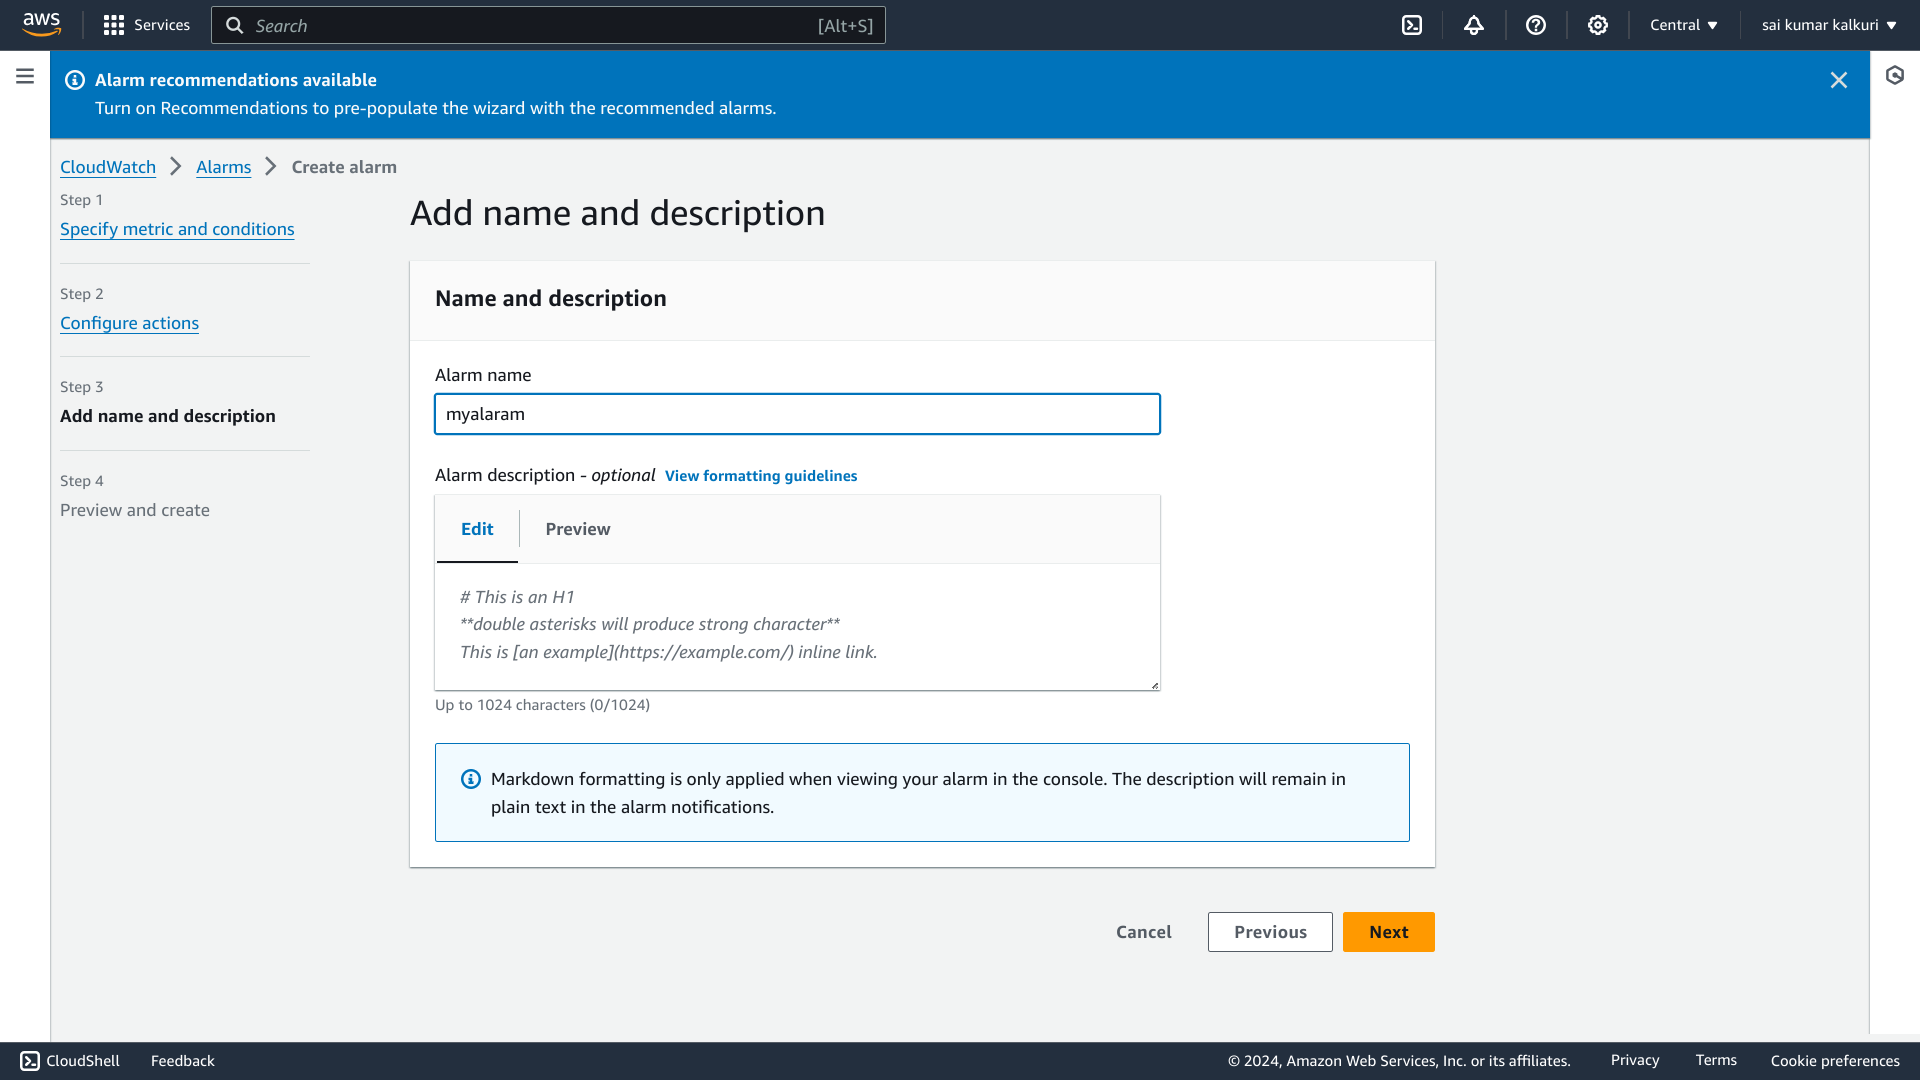 aws
Services
Search
[Alt+S]
Central
sai kumar kalkuri
Alarm recommendations available
Turn on Recommendations to pre-populate the wizard with the recommended alarms.
CloudWatch
Alarms
Create alarm
Step 1
Specify metric and conditions
Step 2
Configure actions
Step 3
Add name and description
Step 4
Preview and create
Add name and description
Name and description
Alarm name
myalaram
Alarm description - optional View formatting guidelines
Edit
Preview
# This is an H1
**double asterisks will produce strong character**
This is [an example](https://example.com/) inline link.
Up to 1024 characters (0/1024)
Markdown formatting is only applied when viewing your alarm in the console. The description will remain in
plain text in the alarm notifications.
Cancel
Previous
Next
CloudShell
Feedback
© 2024, Amazon Web Services, Inc. or its affiliates.
Privacy
Terms
Cookie preferences